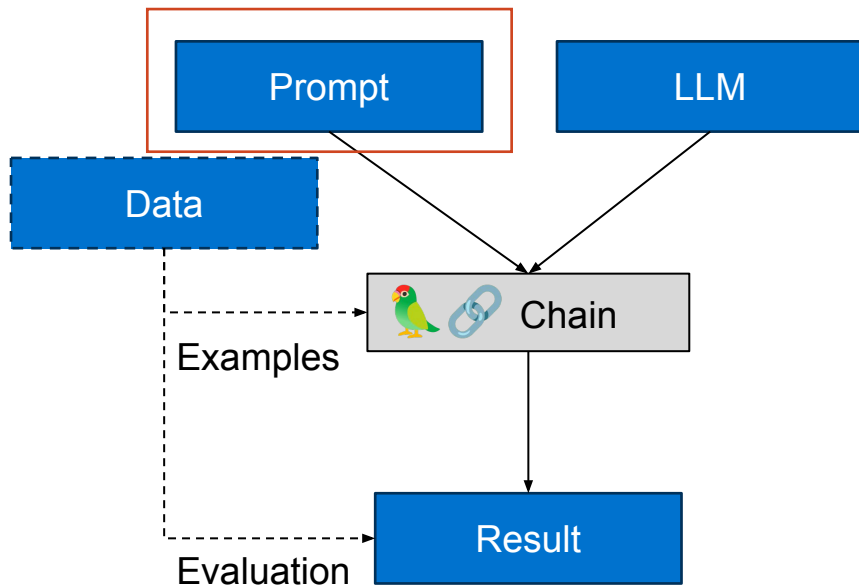 Prompt
LLM
Data
Chain
Examples
Result
Evaluation